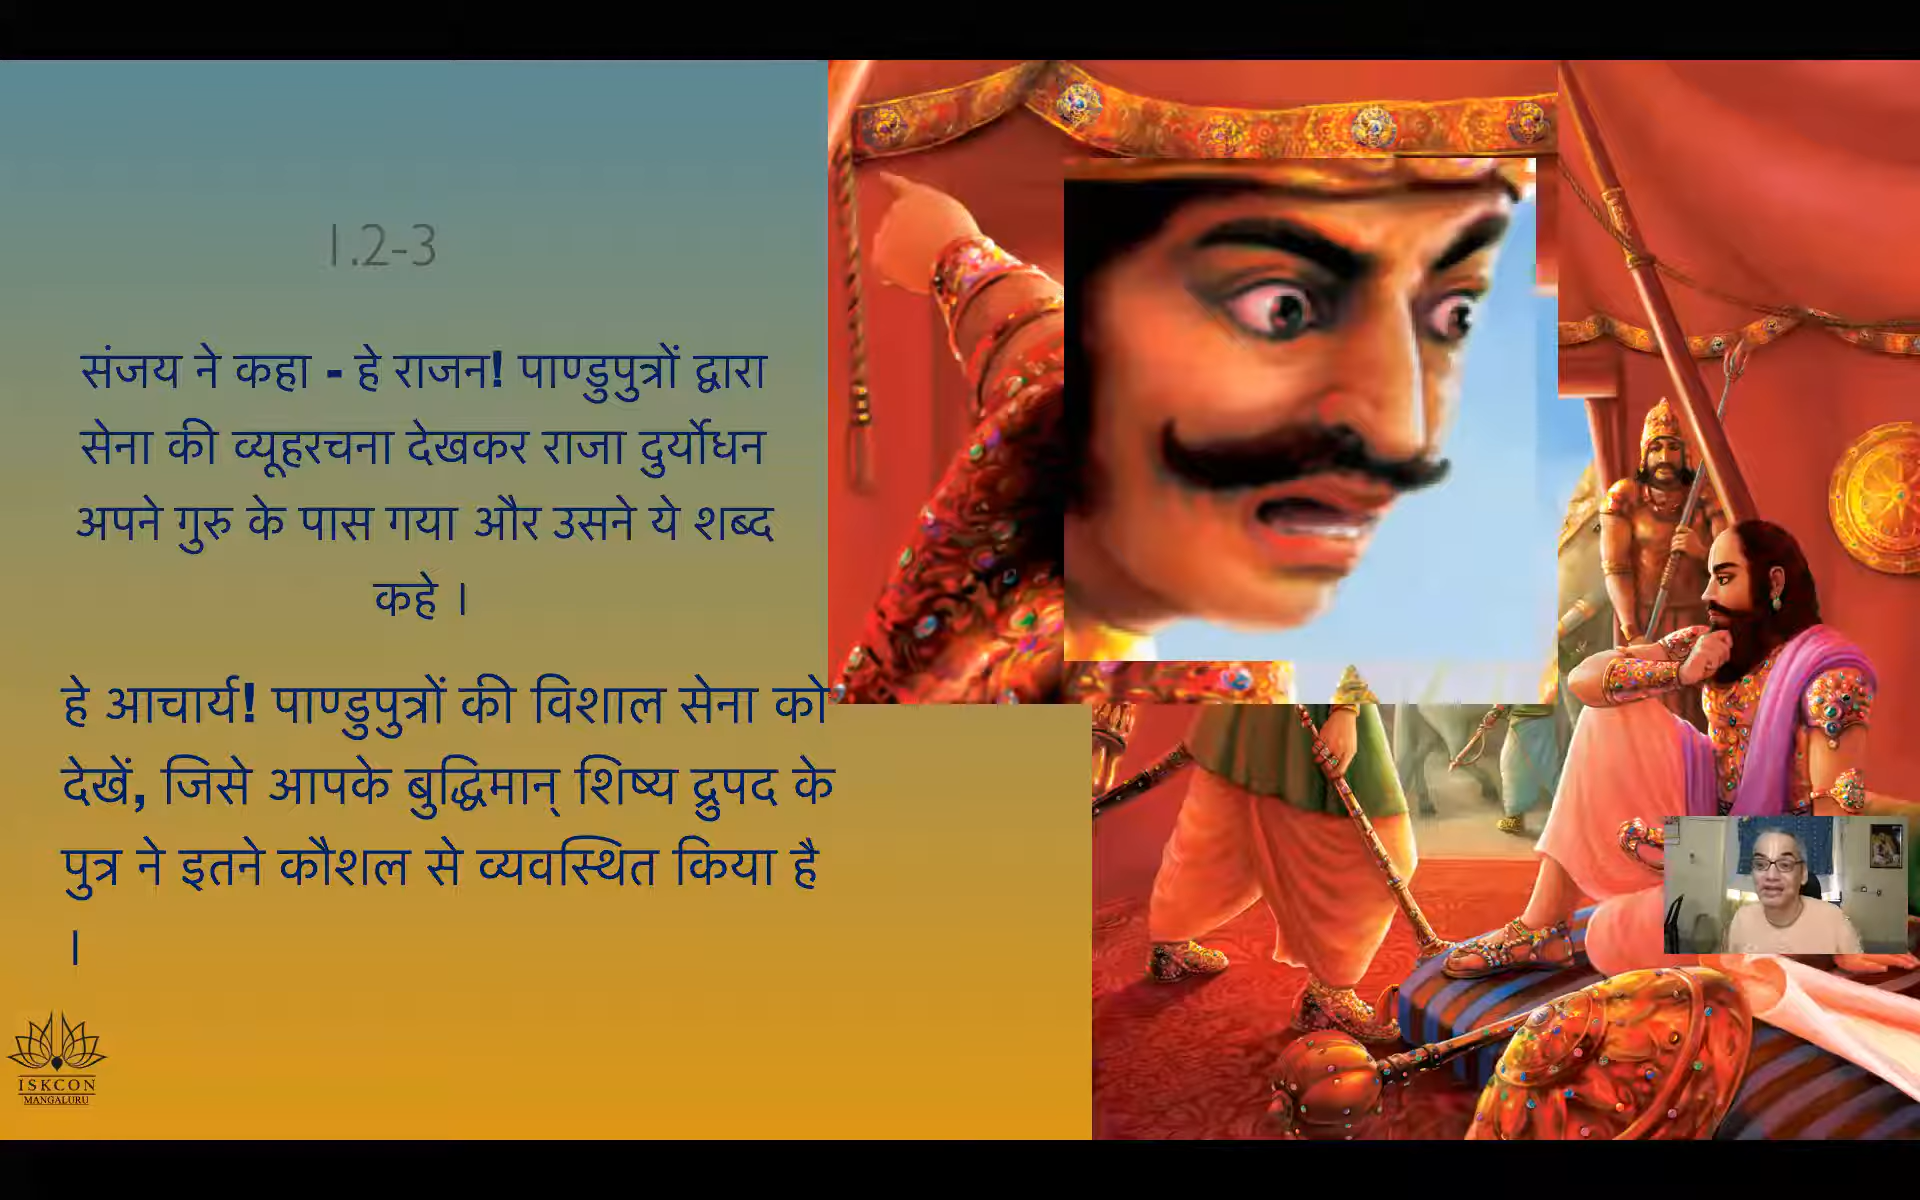 1.2-3
संजय ने कहा - हे राजन! पाण्डुपुत्रों द्वारा
सेना की व्यूहरचना देखकर राजा दुर्योधन
अपने गुरु के पास गया और उसने ये शब्द
कहे ।
हे आचार्य! पाण्डुपुत्रों की विशाल सेना को
देखें, जिसे आपके बुद्धिमान् शिष्य द्रुपद के
पुत्र ने इतने कौशल से व्यवस्थित किया है
।
ISKCON
MANGALURU